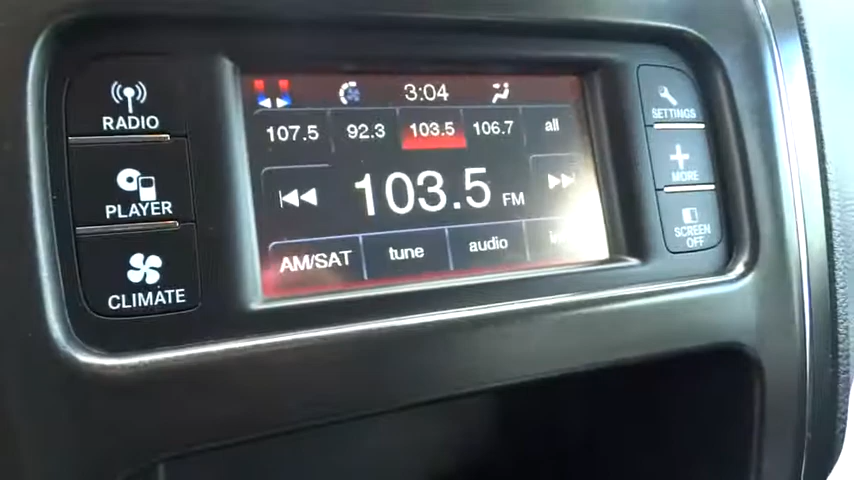 RADIO
PLAYER
CLIMATE
3:04
107.5 92.3 103.5 106.7 all
103.5 FM
AM/SAT tune audio
SETTINGS
MORE
SCREEN
OFF